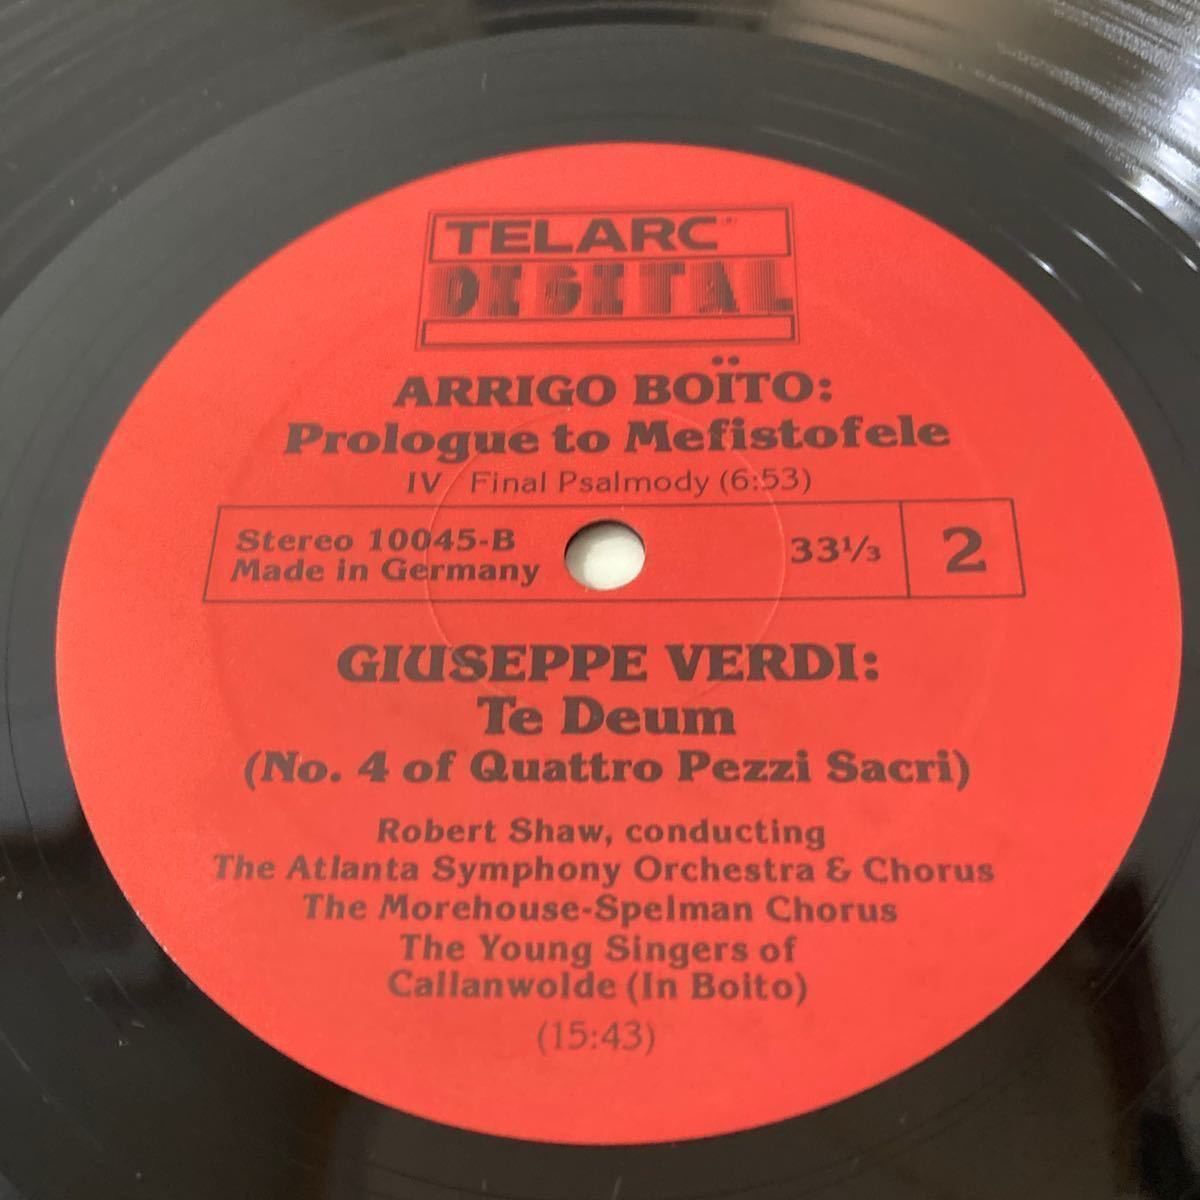 TELARC®
DIGITAL
ARRIGO BOÏTO:
Prologue to Mefistofele
IV Final Psalmody (6:53)
Stereo 10045-B
Made in Germany
33⅓
2
GIUSEPPE VERDI:
Te Deum
(No. 4 of Quattro Pezzi Sacri)
Robert Shaw, conducting
The Atlanta Symphony Orchestra & Chorus
The Morehouse-Spelman Chorus
The Young Singers of
Callanwolde (In Boito)
(15:43)